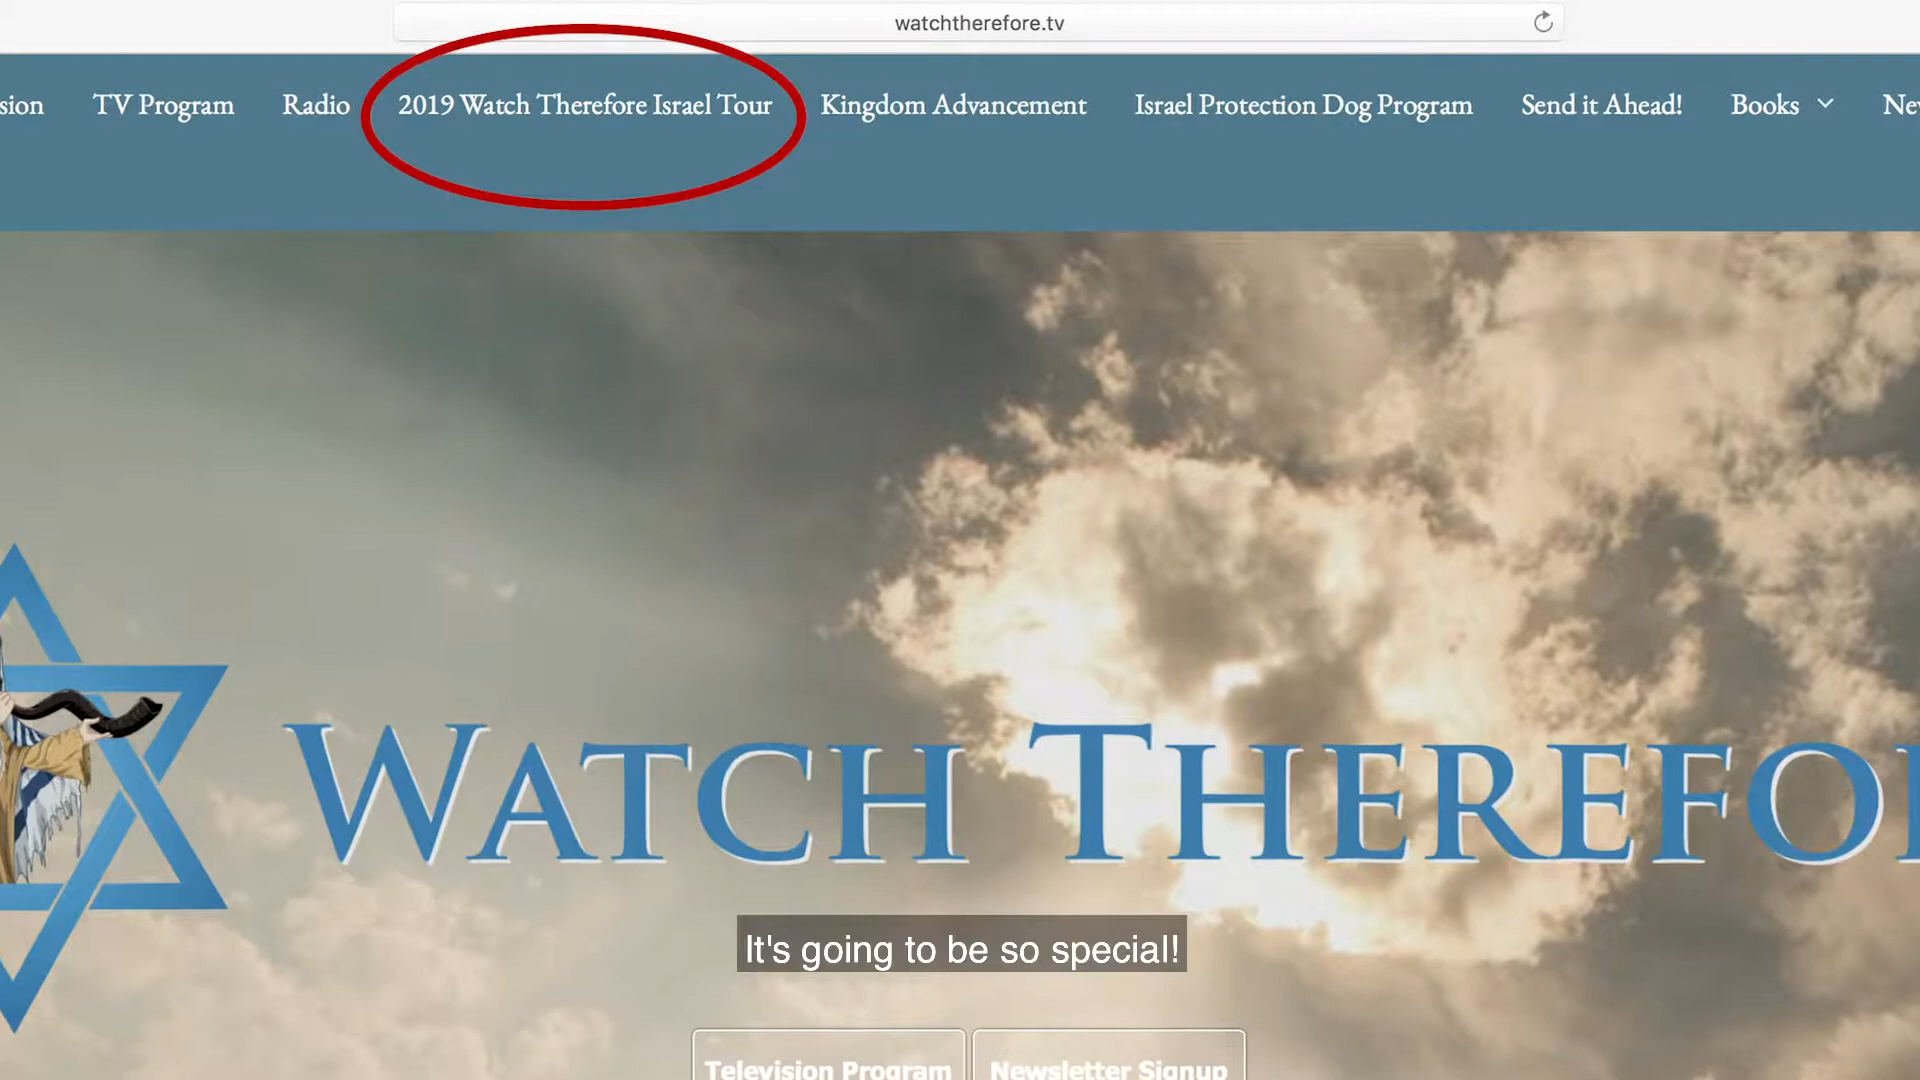 watchtherefore.tv
sion TV Program Radio 2019 Watch Therefore Israel Tour Kingdom Advancement Israel Protection Dog Program Send it Ahead! Books Ne
WATCH THEREFO
It's going to be so special!
Television Program Newsletter Signup